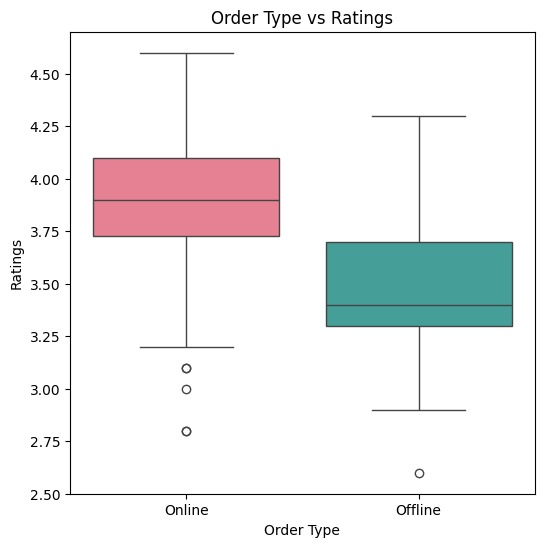 Order Type vs Ratings
Ratings
4.50
4.25
4.00
3.75
3.50
3.25
3.00
2.75
2.50
Online
Offline
Order Type